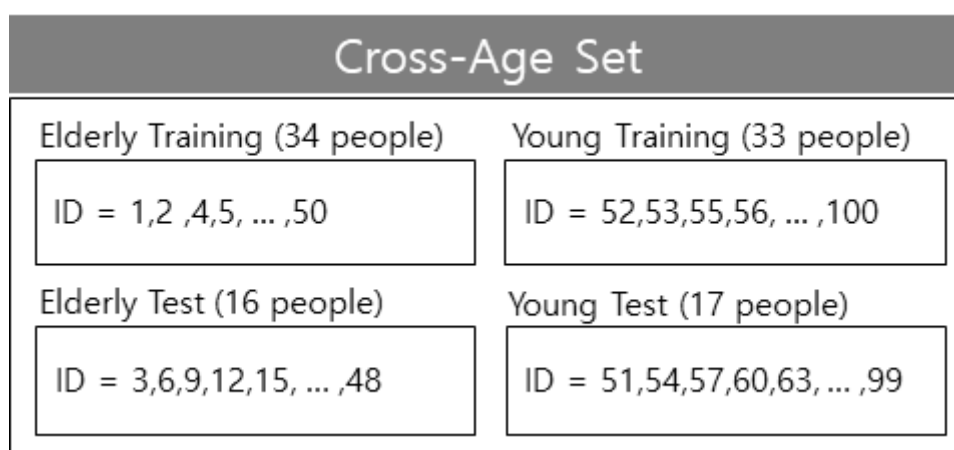 Cross-Age Set
Elderly Training (34 people)
ID = 1,2 ,4,5, ... ,50
Young Training (33 people)
ID = 52,53,55,56, ... ,100
Elderly Test (16 people)
ID = 3,6,9,12,15, ... ,48
Young Test (17 people)
ID = 51,54,57,60,63, ... ,99